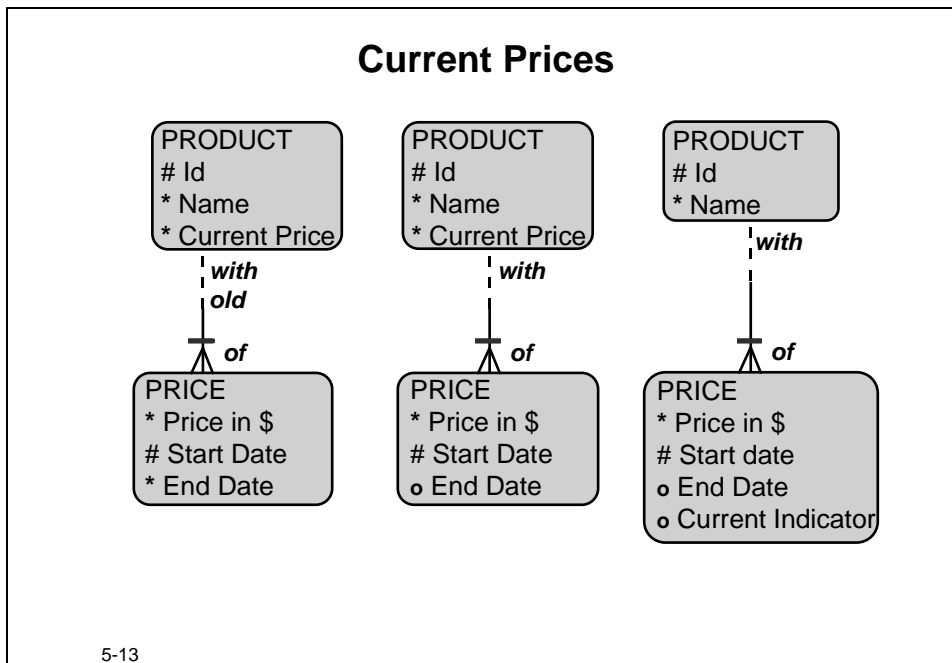 Current Prices
PRODUCT
# Id
* Name
* Current Price
with
old
of
PRICE
* Price in $
# Start Date
* End Date
PRODUCT
# Id
* Name
* Current Price
with
of
PRICE
* Price in $
# Start Date
o End Date
PRODUCT
# Id
* Name
with
of
PRICE
* Price in $
# Start date
o End Date
o Current Indicator
5-13